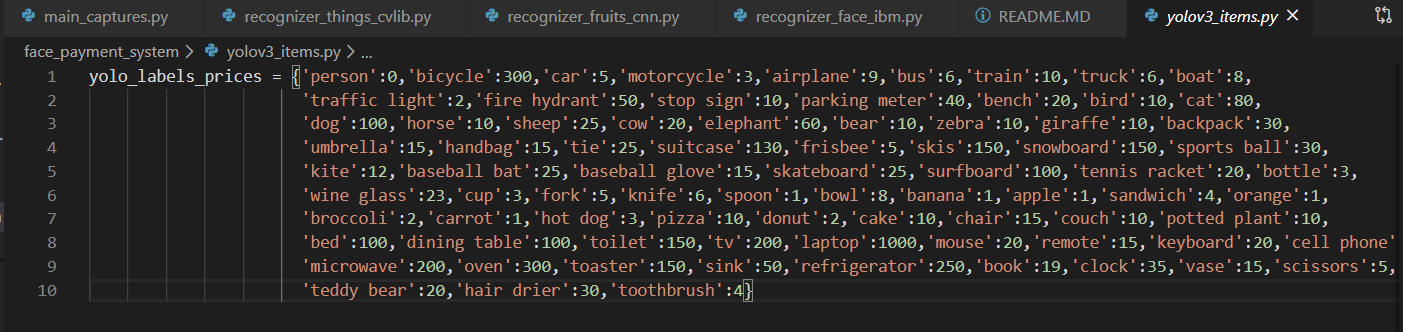 main_captures.py recognizer_things_cvlib.py recognizer_fruits_cnn.py recognizer_face_ibm.py README.MD yolov3_items.py
face_payment_system > yolov3_items.py > ...
1 yolo_labels_prices = {'person':0,'bicycle':300,'car':5,'motorcycle':3,'airplane':9,'bus':6,'train':10,'truck':6,'boat':8,
2 'traffic light':2,'fire hydrant':50,'stop sign':10,'parking meter':40,'bench':20,'bird':10,'cat':80,
3 'dog':100,'horse':10,'sheep':25,'cow':20,'elephant':60,'bear':10,'zebra':10,'giraffe':10,'backpack':30,
4 'umbrella':15,'handbag':15,'tie':25,'suitcase':130,'frisbee':5,'skis':150,'snowboard':150,'sports ball':30,
5 'kite':12,'baseball bat':25,'baseball glove':15,'skateboard':25,'surfboard':100,'tennis racket':20,'bottle':3,
6 'wine glass':23,'cup':3,'fork':5,'knife':6,'spoon':1,'bowl':8,'banana':1,'apple':1,'sandwich':4,'orange':1,
7 'broccoli':2,'carrot':1,'hot dog':3,'pizza':10,'donut':2,'cake':10,'chair':15,'couch':10,'potted plant':10,
8 'bed':100,'dining table':100,'toilet':150,'tv':200,'laptop':1000,'mouse':20,'remote':15,'keyboard':20,'cell phone'
9 'microwave':200,'oven':300,'toaster':150,'sink':50,'refrigerator':250,'book':19,'clock':35,'vase':15,'scissors':5,
10 'teddy bear':20,'hair drier':30,'toothbrush':4}